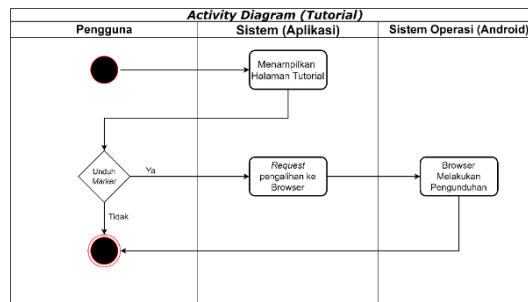 Activity Diagram (Tutorial)
Pengguna
Sistem (Aplikasi)
Sistem Operasi (Android)
Menampilkan
Halaman Tutorial
Unduh
Marker
Ya
Request
pengalihan ke
Browser
Browser
Melakukan
Pengunduhan
Tidak